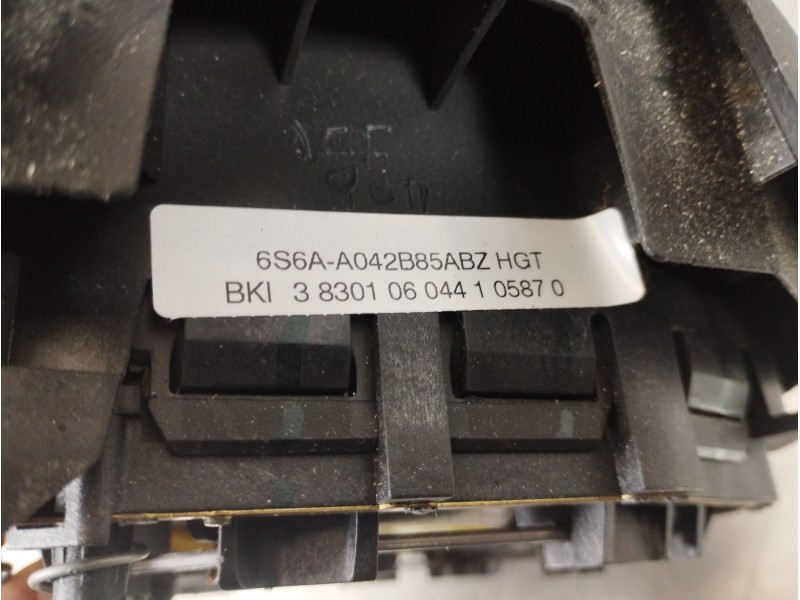 6S6A-A042B85ABZ HGT
BKI 3 8301 06 044 1 0587 0